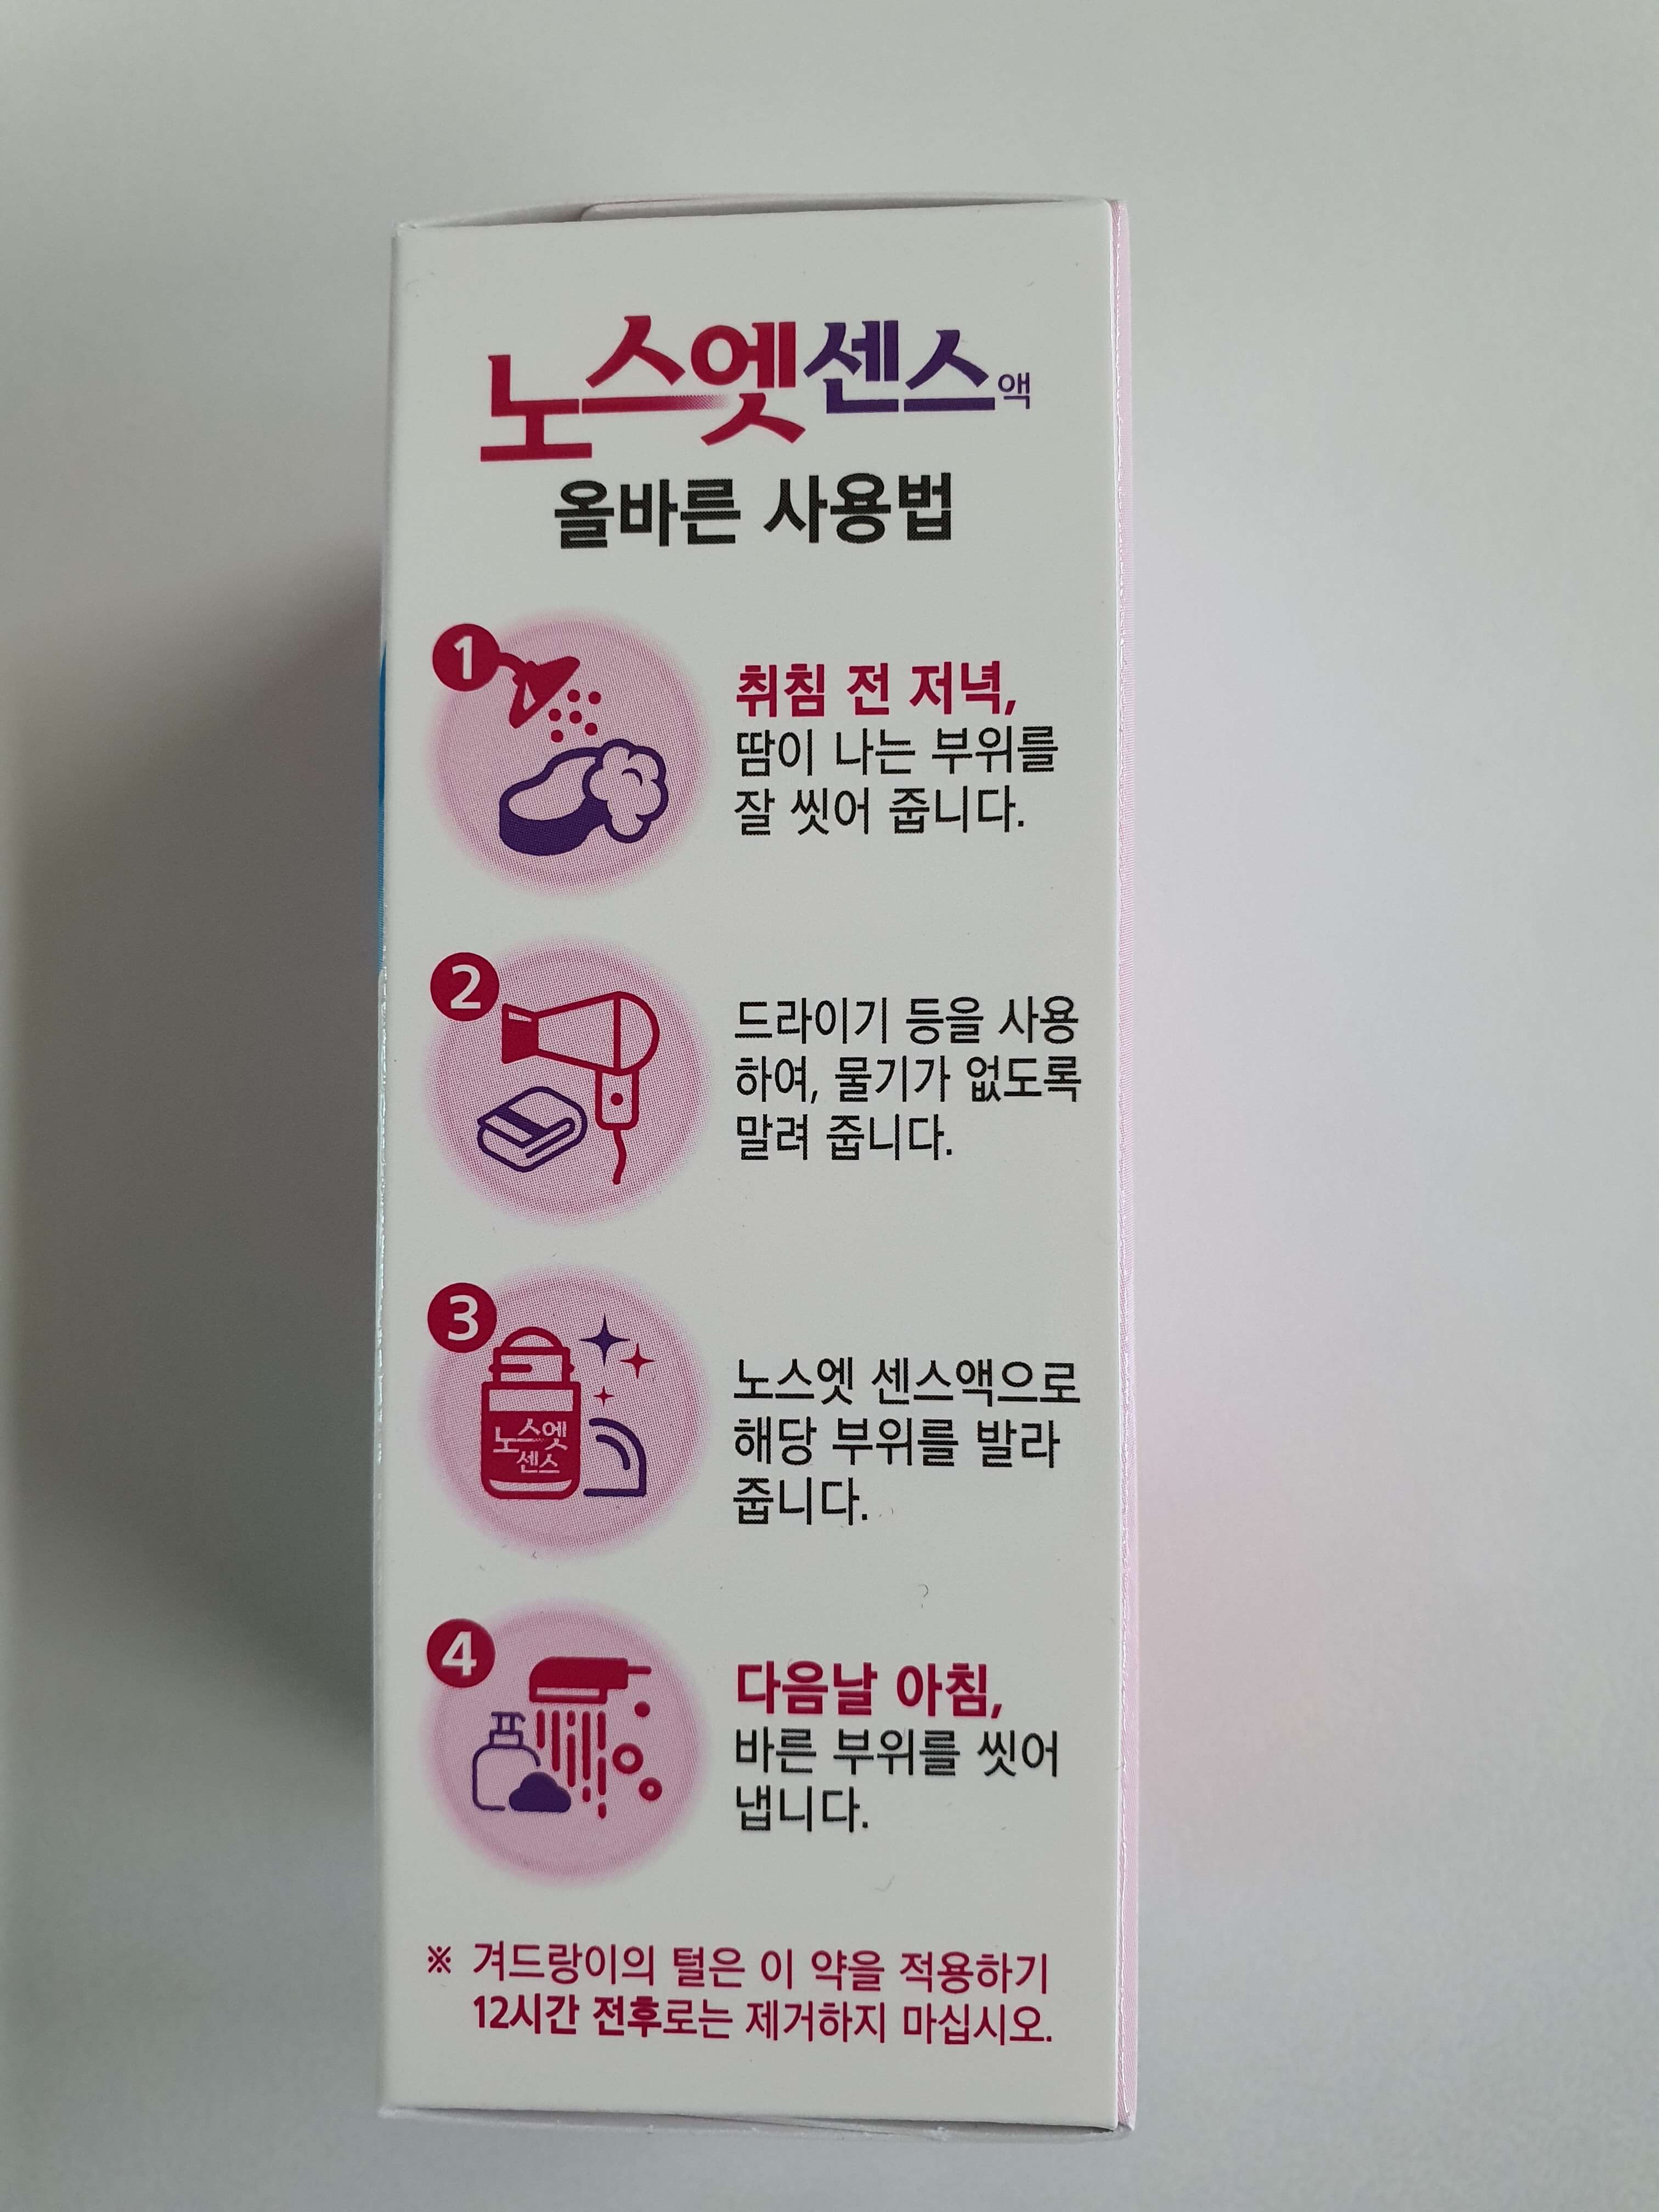 노스엣센스액
올바른 사용법
1
취침 전 저녁,
땀이 나는 부위를
잘 씻어 줍니다.
2
드라이기 등을 사용
하여, 물기가 없도록
말려 줍니다.
3
노스엣
센스
노스엣 센스액으로
해당 부위를 발라
줍니다.
4
다음날 아침,
바른 부위를 씻어
냅니다.
※ 겨드랑이의 털은 이 약을 적용하기
12시간 전후로는 제거하지 마십시오.